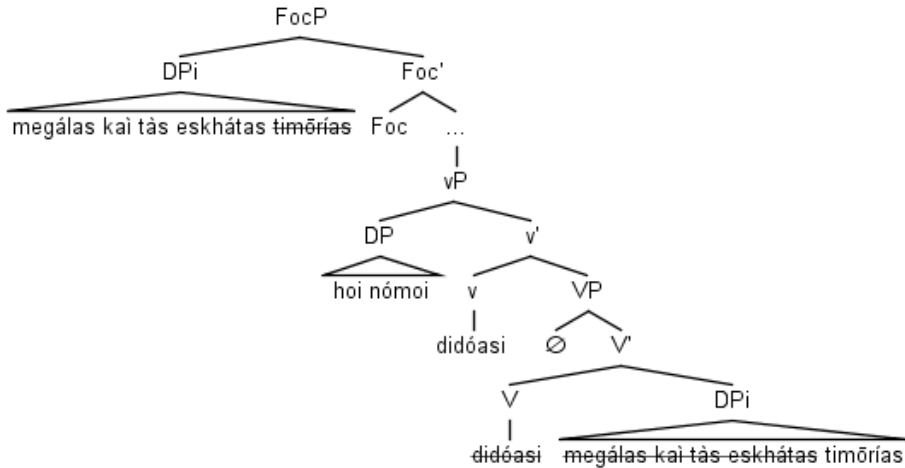 FocP
DPi Foc'
megálas kaì tàs eskhátas timōrías Foc ...
vP
DP v'
hoi nómoi v VP
didóasi ∅ V'
V DPi
didóasi megálas kaì tàs eskhátas timōrías